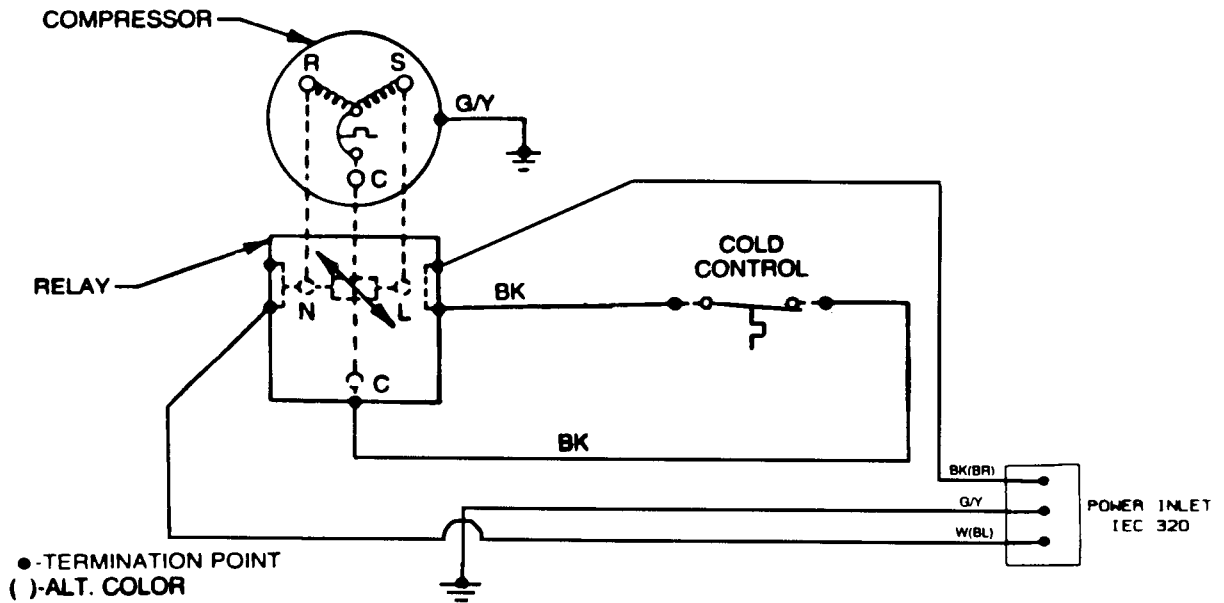 COMPRESSOR
R
S
G/Y
C
COLD
CONTROL
RELAY
BK
N
L
C
BK
BK(BR)
G/Y
POWER INLET
IEC 320
W(BL)
●-TERMINATION POINT
( )-ALT. COLOR